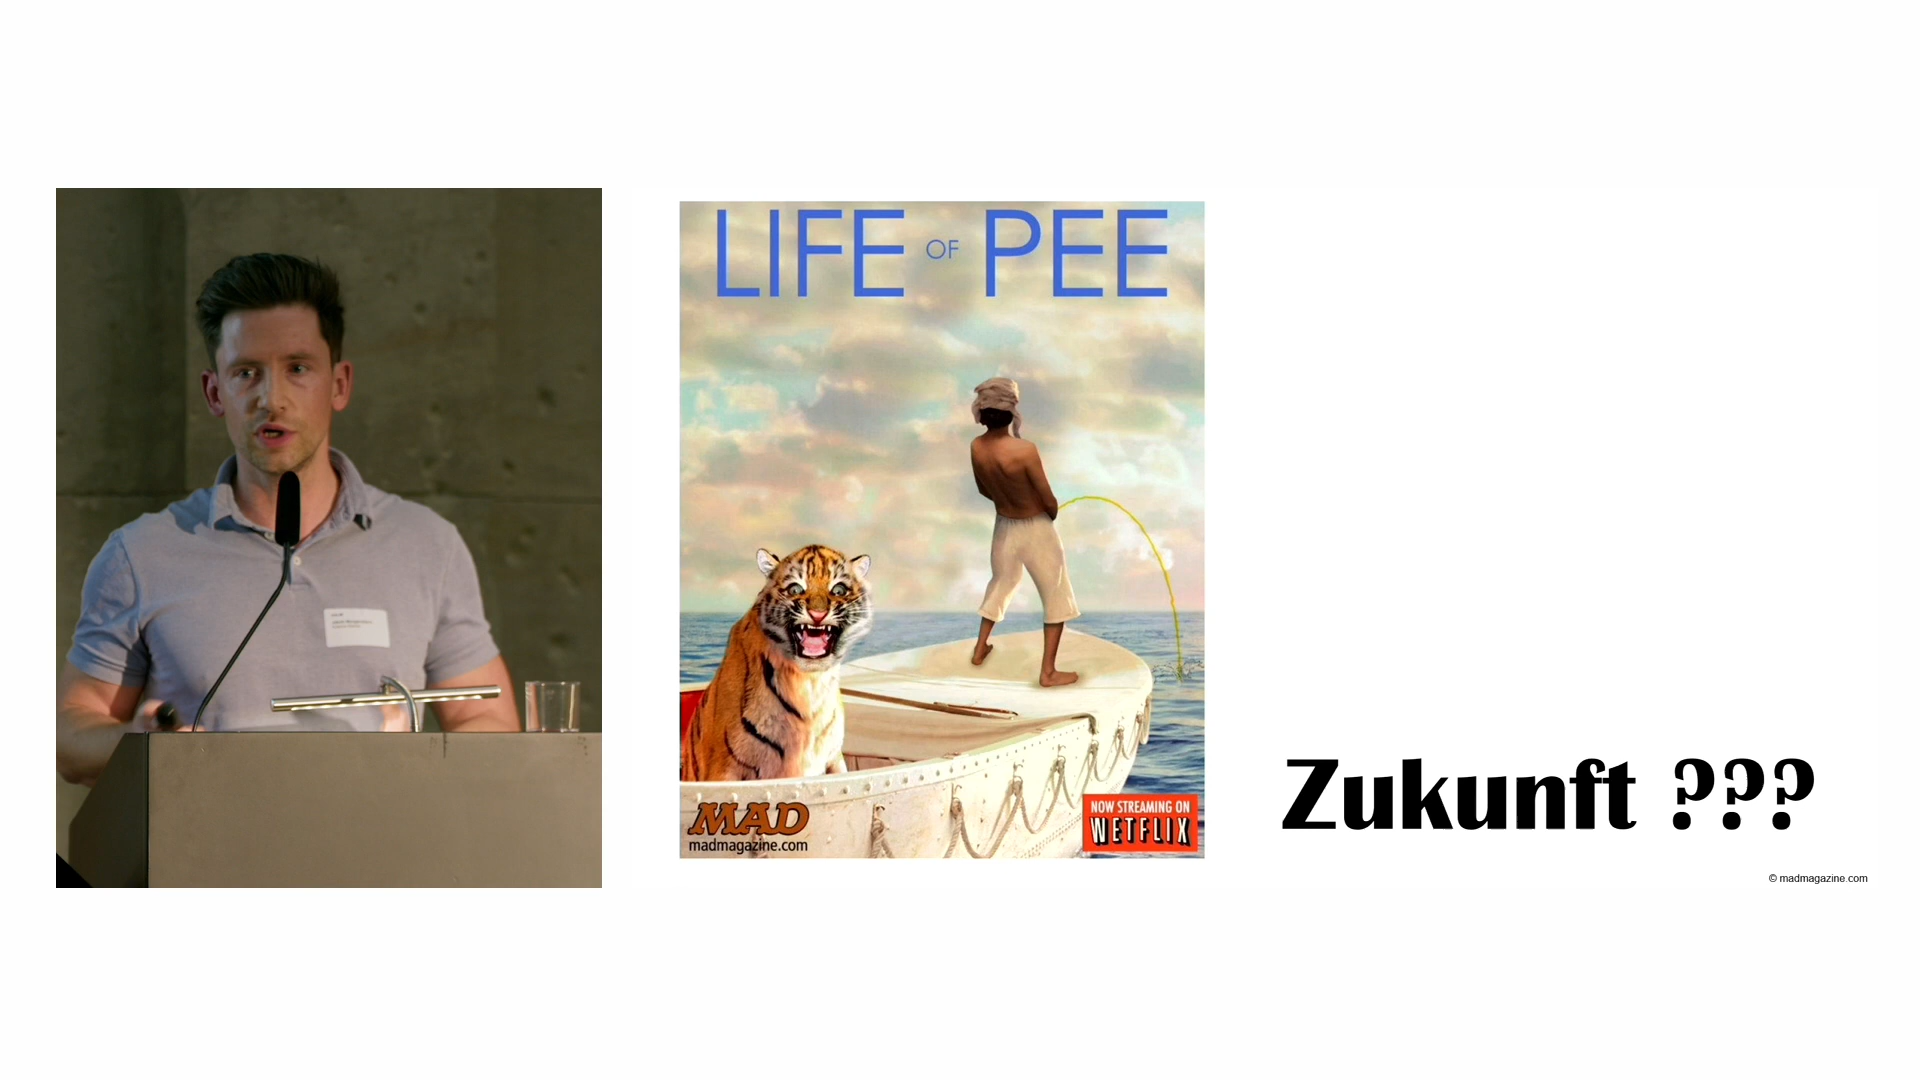 LIFE OF PEE
MAD
madmagazine.com
NOW STREAMING ON
WETFLIX
Zukunft ???
© madmagazine.com